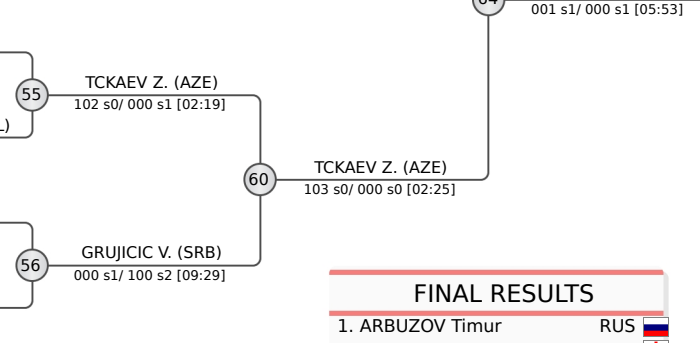 001 s1/ 000 s1 [05:53]
TCKAEV Z. (AZE)
55
102 s0/ 000 s1 [02:19]
TCKAEV Z. (AZE)
60
103 s0/ 000 s0 [02:25]
GRUJICIC V. (SRB)
56
000 s1/ 100 s2 [09:29]
FINAL RESULTS
1. ARBUZOV Timur RUS